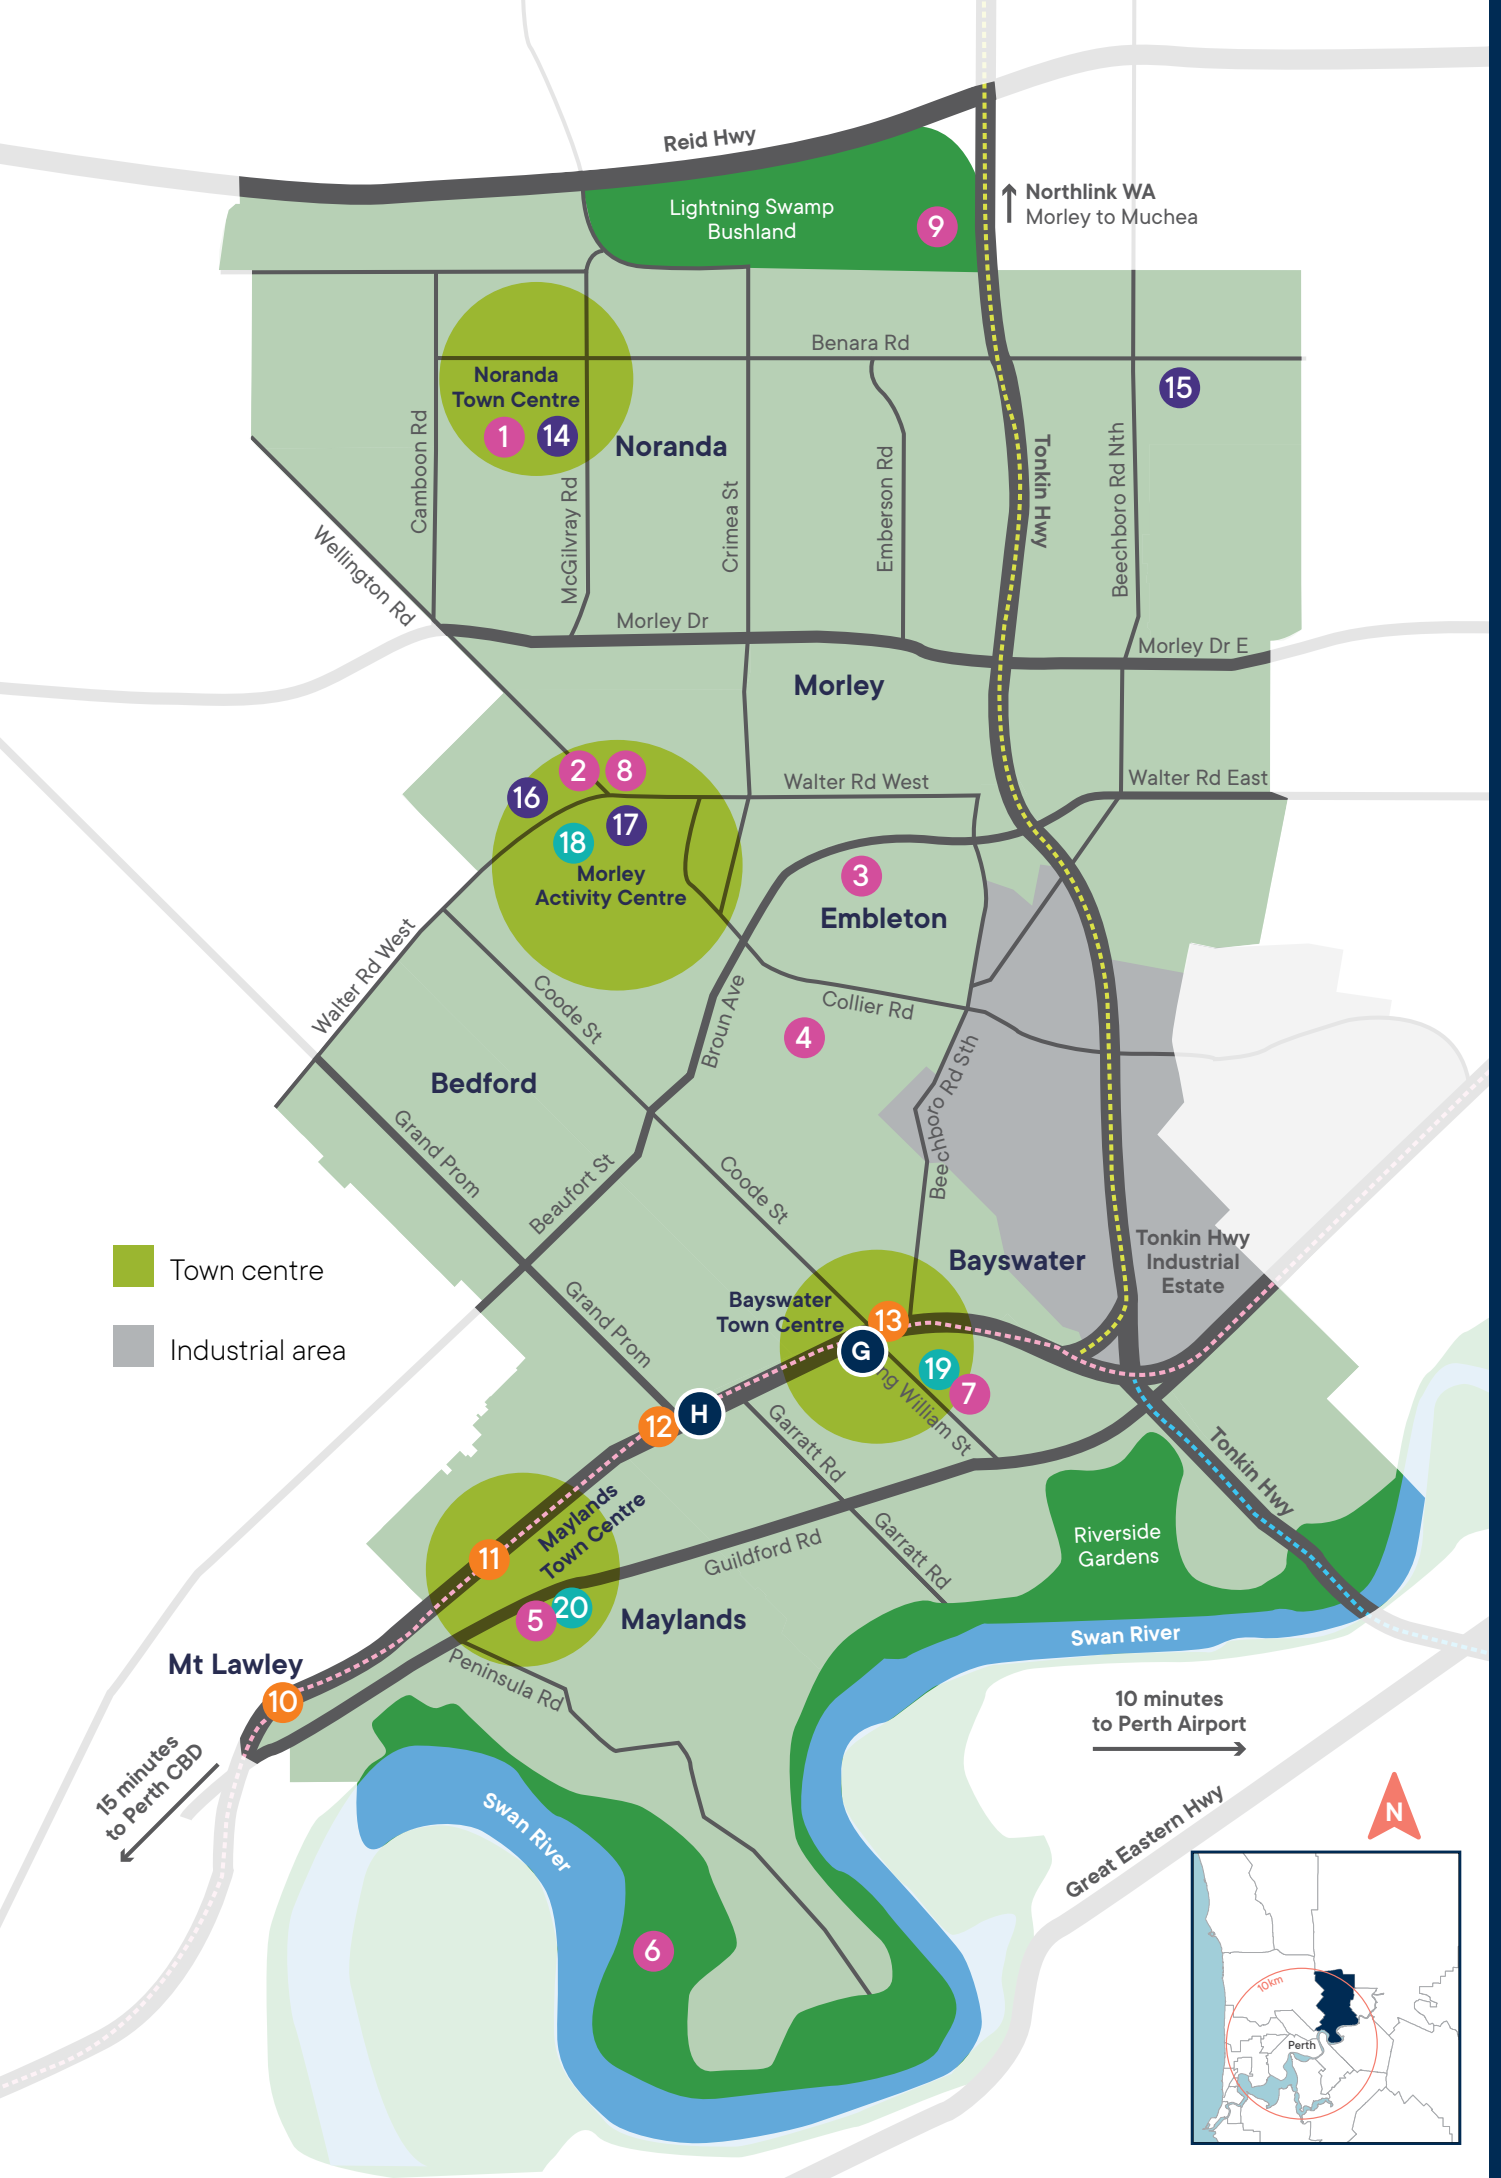 Reid Hwy
Northlink WA
Morley to Muchea
Lightning Swamp
Bushland
9
Benara Rd
Noranda
Town Centre
1
14
15
Noranda
Camboon Rd
McGilvray Rd
Crimea St
Emberson Rd
Tonkin Hwy
Beechboro Rd Nth
Wellington Rd
Morley Dr
Morley Dr E
Morley
2
8
16
17
18
Walter Rd West
Walter Rd East
Morley
Activity Centre
3
Embleton
Walter Rd West
Coode St
Broun Ave
Collier Rd
4
Beechboro Rd Sth
Bedford
Grand Prom
Beaufort St
Coode St
Town centre
Industrial area
Bayswater
Tonkin Hwy
Industrial
Estate
Grand Prom
Bayswater
Town Centre
13
G
19
7
ng William St
H
12
Garratt Rd
Tonkin Hwy
Maylands
Town Centre
11
Guildford Rd
Garratt Rd
Riverside
Gardens
5
20
Maylands
Swan River
Mt Lawley
10
Peninsula Rd
15 minutes
to Perth CBD
10 minutes
to Perth Airport
Great Eastern Hwy
Swan River
6
N
10km
Perth